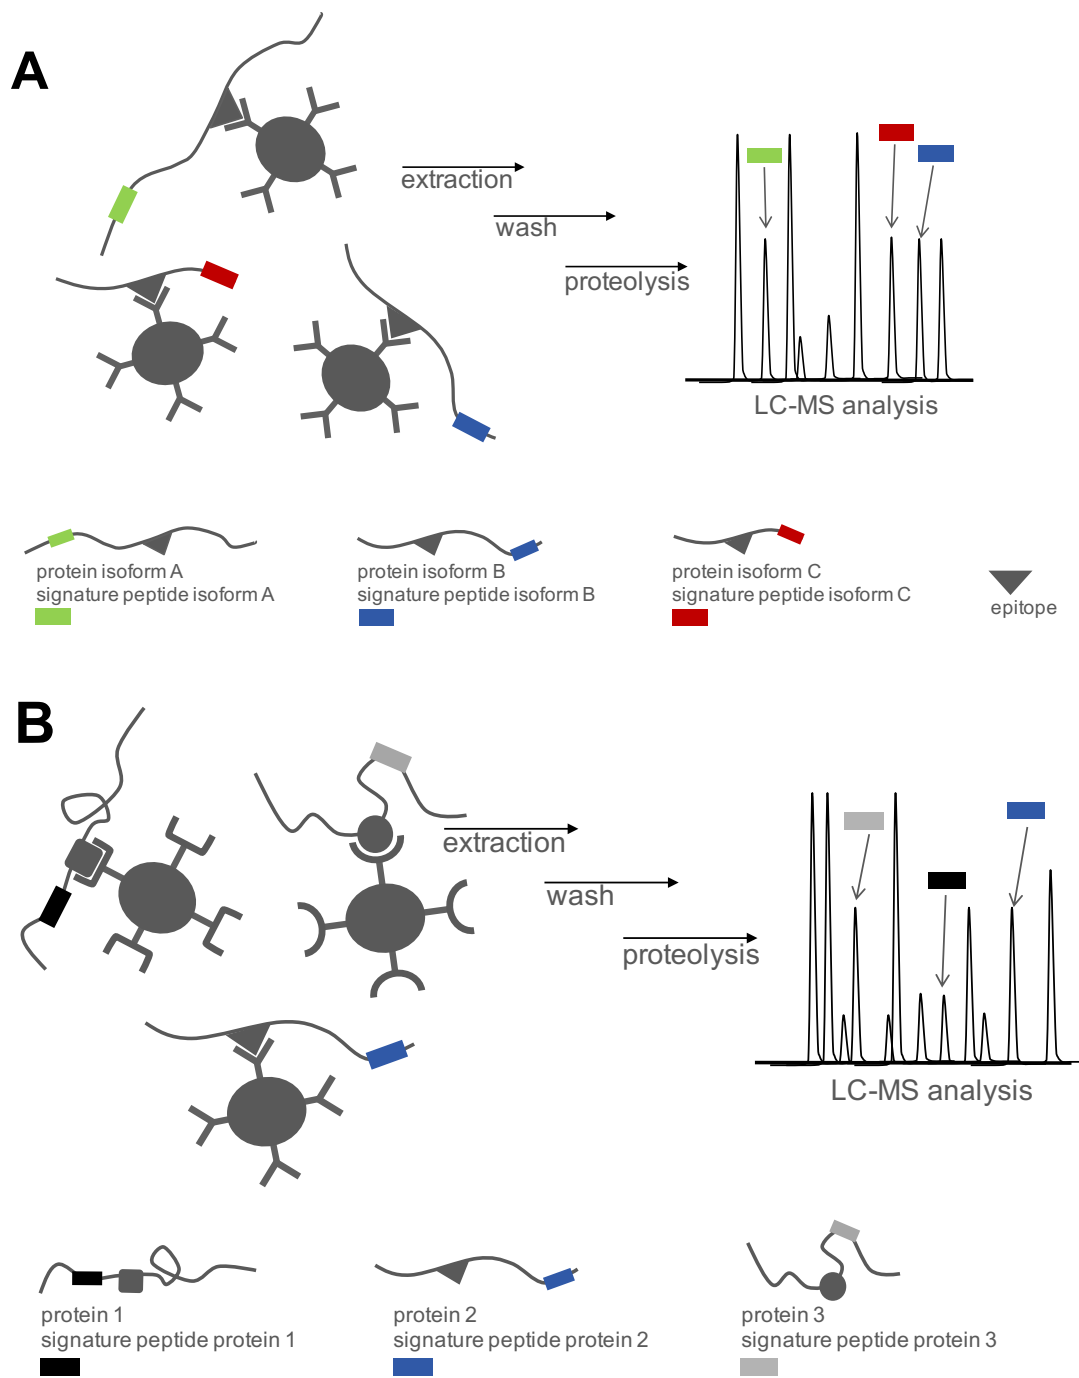 A
extraction
wash
proteolysis
LC-MS analysis
protein isoform A
signature peptide isoform A
protein isoform B
signature peptide isoform B
protein isoform C
signature peptide isoform C
epitope
B
extraction
wash
proteolysis
LC-MS analysis
protein 1
signature peptide protein 1
protein 2
signature peptide protein 2
protein 3
signature peptide protein 3